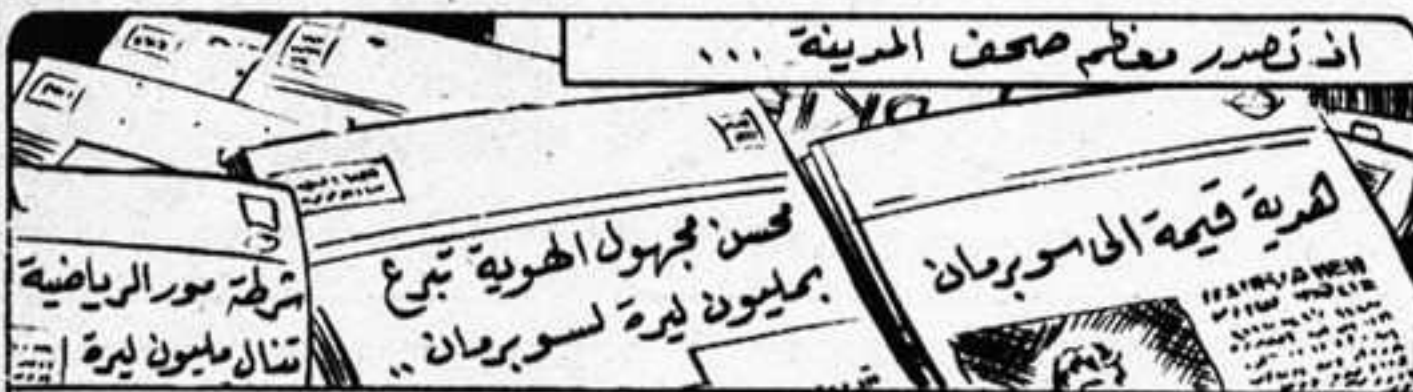 اذ تصدر معظم صحف المدينة ...
هدية قيمة الى سوبرمان
محسن مجهول الهوية تبرع
بمليون ليرة لسوبرمان ..
شرطة مور الرياضية
تنال مليون ليرة